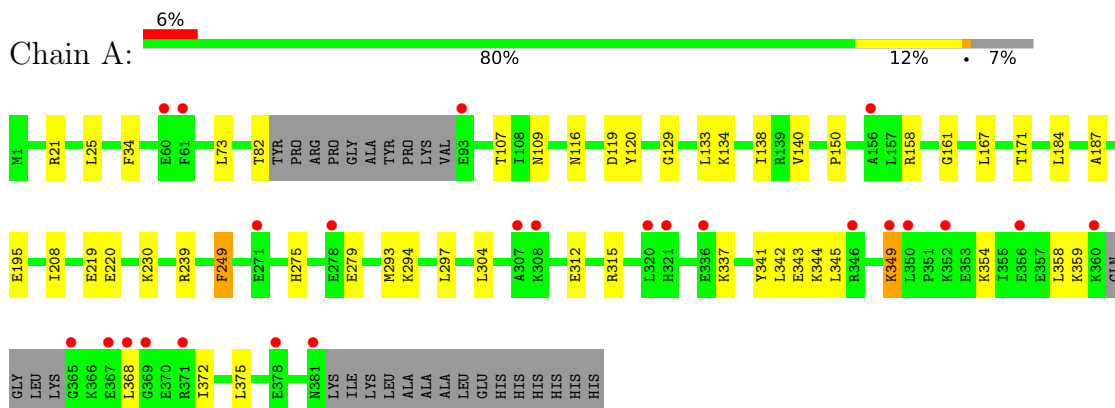 6%
Chain A:
80% 12% • 7%
M1 R21 L25 F34 E60 F61 L73 T82 TYR PRO ARG PRO GLY ALA TYR PRO LYS VAL E93 T107 I108 N109 N116 D119 Y120 G129 L133 K134 I138 R139 V140 P150 A156 L157 R158 G161 L167 T171 L184 A187
E195 I208 E219 E220 K230 R239 F249 E271 H275 E278 E279 M293 K294 L297 L304 A307 K308 E312 R315 L320 H321 E336 K337 Y341 L342 E343 K344 L345 R346 K349 L350 P351 K352 E353 K354 I355 E356 E357 L358 K359 K360 GLN
GLY LEU LYS G365 K366 E367 L368 G369 E370 R371 I372 L375 E378 N381 LYS ILE LYS LEU ALA ALA ALA LEU GLU HIS HIS HIS HIS HIS HIS